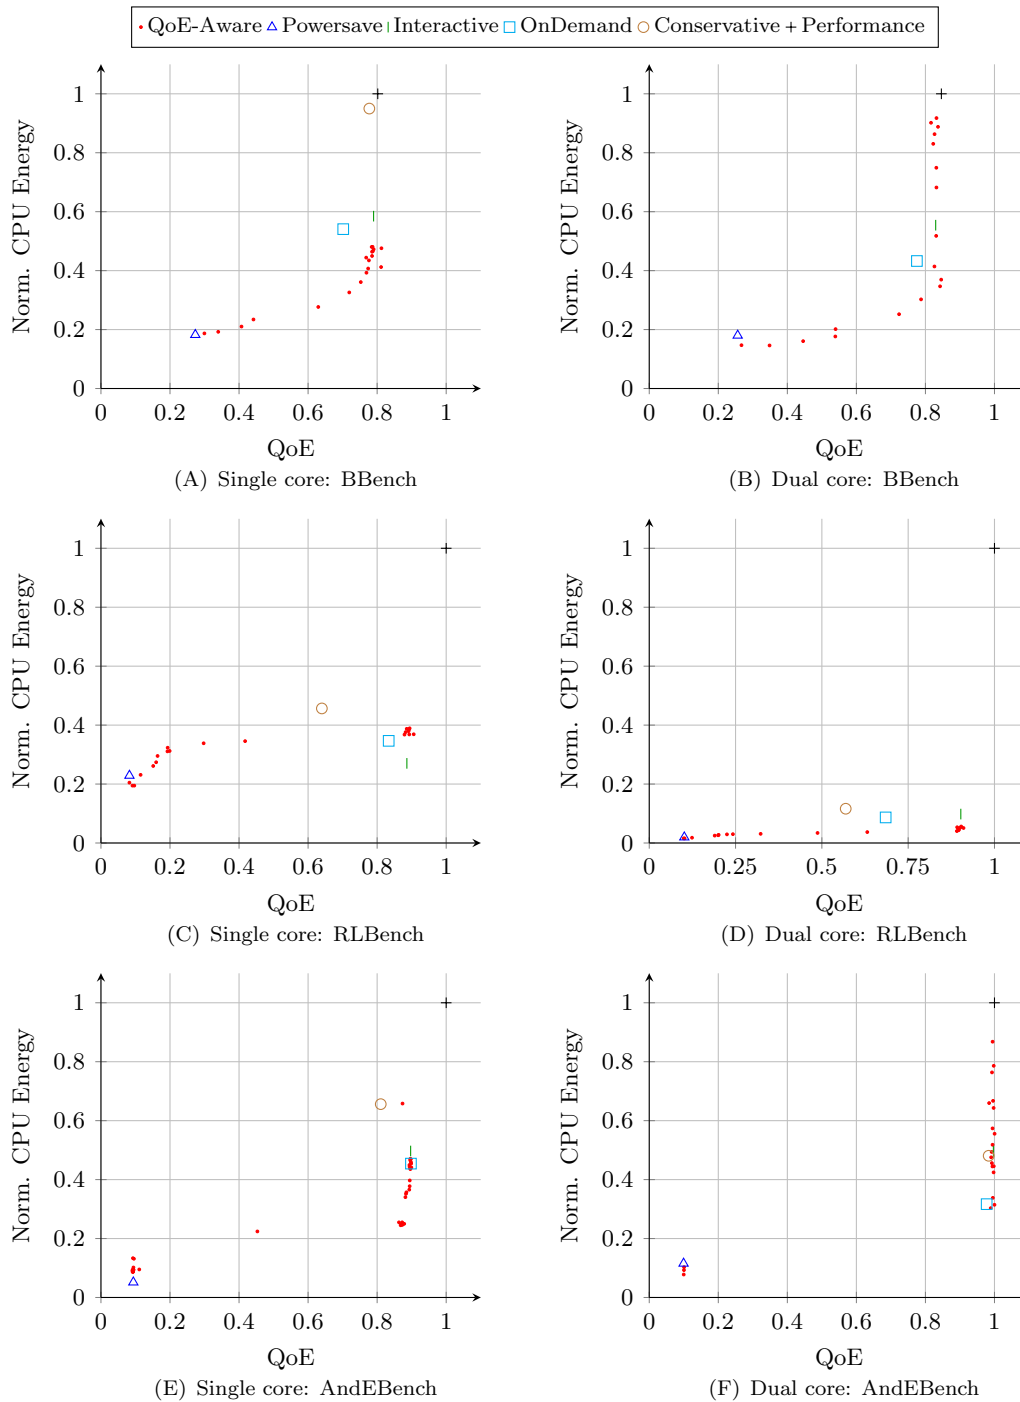 QoE-Aware Powersave Interactive OnDemand Conservative Performance
1
0.8
0.6
0.4
0.2
0
0 0.2 0.4 0.6 0.8 1
Norm. CPU Energy
QoE
(A) Single core: BBench
1
0.8
0.6
0.4
0.2
0
0 0.2 0.4 0.6 0.8 1
Norm. CPU Energy
QoE
(B) Dual core: BBench
1
0.8
0.6
0.4
0.2
0
0 0.2 0.4 0.6 0.8 1
Norm. CPU Energy
QoE
(C) Single core: RLBench
1
0.8
0.6
0.4
0.2
0
0 0.25 0.5 0.75 1
Norm. CPU Energy
QoE
(D) Dual core: RLBench
1
0.8
0.6
0.4
0.2
0
0 0.2 0.4 0.6 0.8 1
Norm. CPU Energy
QoE
(E) Single core: AndEBench
1
0.8
0.6
0.4
0.2
0
0 0.2 0.4 0.6 0.8 1
Norm. CPU Energy
QoE
(F) Dual core: AndEBench